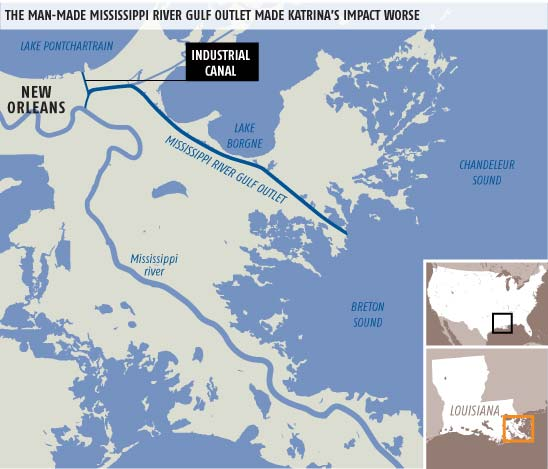 THE MAN-MADE MISSISSIPPI RIVER GULF OUTLET MADE KATRINA'S IMPACT WORSE
LAKE PONTCHARTRAIN
INDUSTRIAL
CANAL
NEW
ORLEANS
LAKE
BORGNE
MISSISSIPPI RIVER GULF OUTLET
CHANDELEUR
SOUND
Mississippi
river
BRETON
SOUND
LOUISIANA